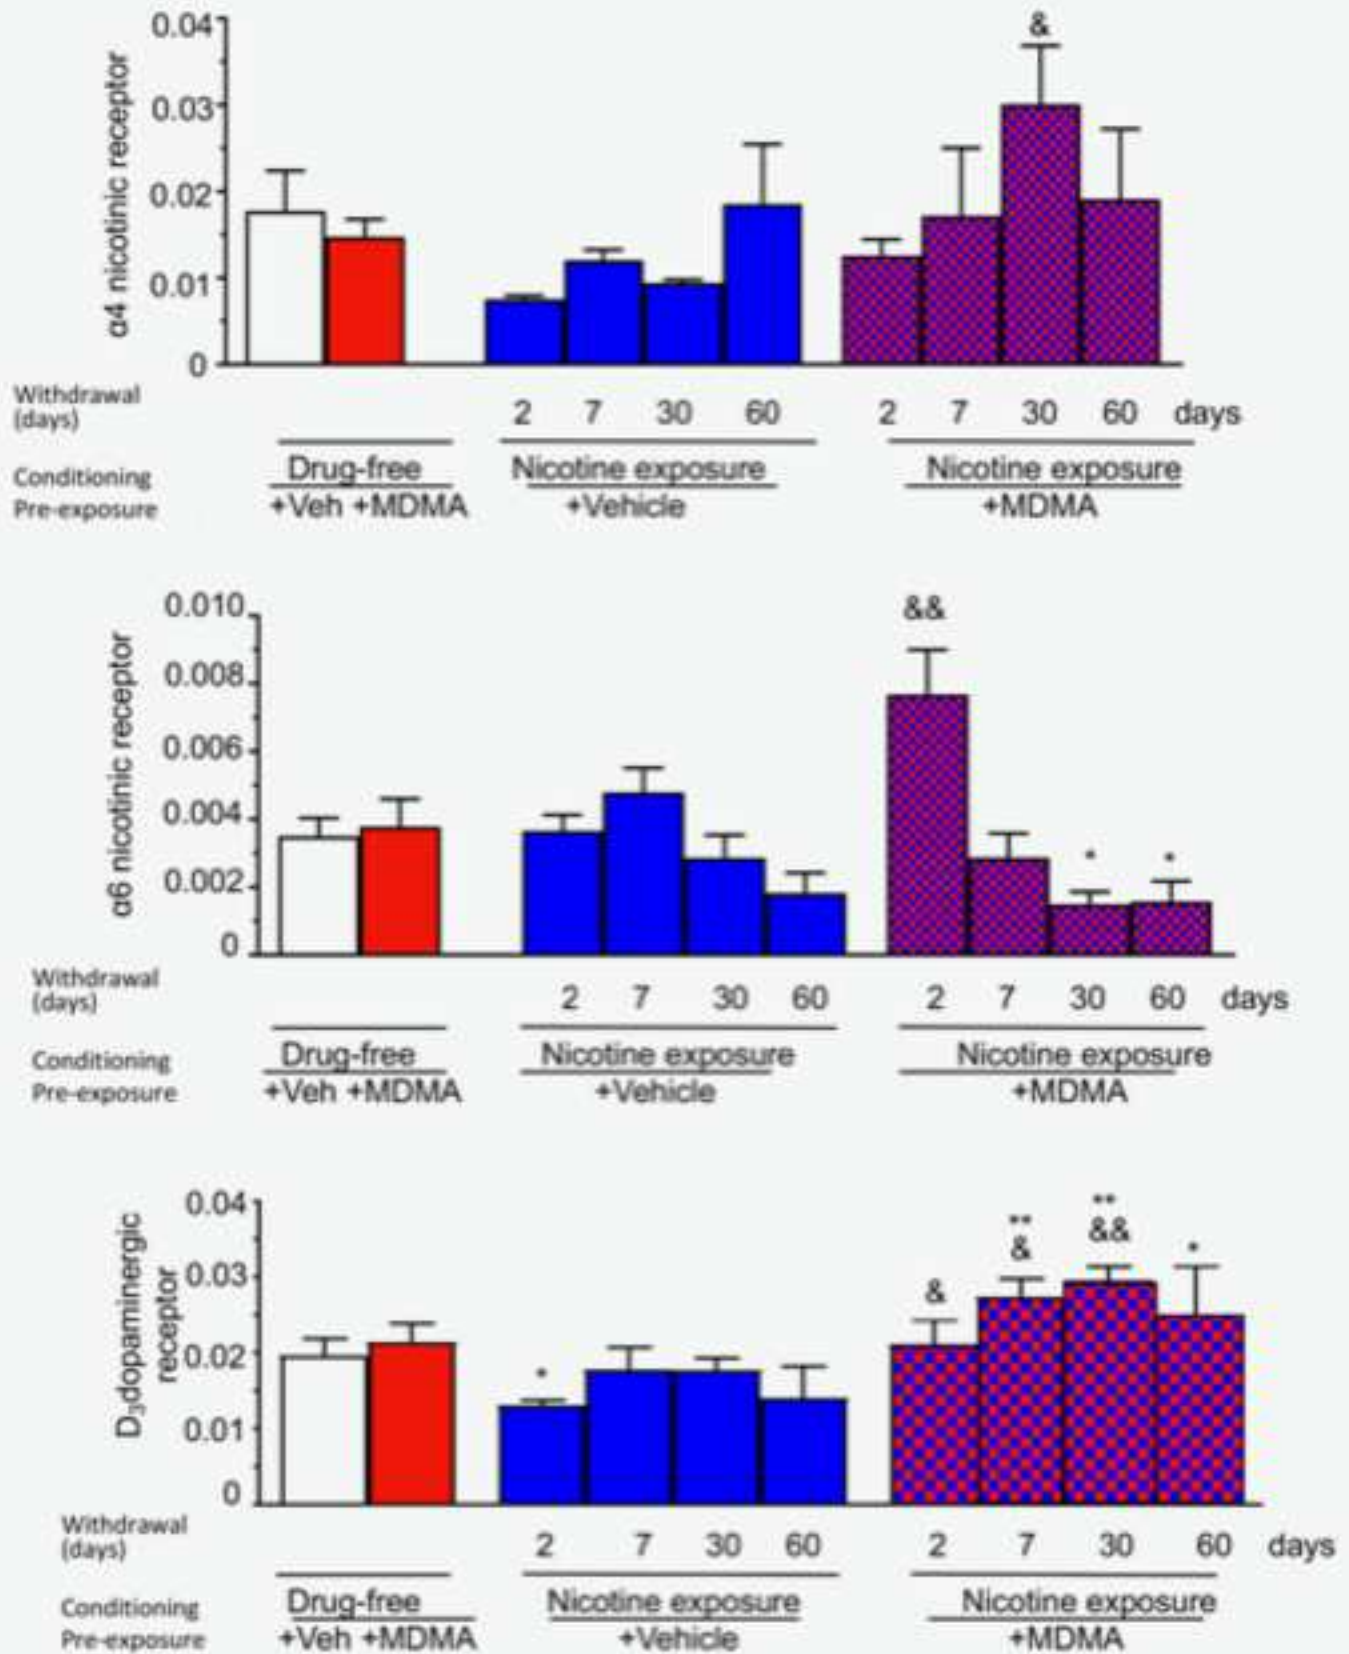 α4 nicotinic receptor
0.04
&
0.03
0.02
0.01
0
Withdrawal
(days)
2 7 30 60 2 7 30 60 days
Conditioning Drug-free Nicotine exposure Nicotine exposure
Pre-exposure +Veh +MDMA +Vehicle +MDMA
α6 nicotinic receptor
0.010
&&
0.008
0.006
0.004
* *
0.002
0
Withdrawal
(days)
2 7 30 60 2 7 30 60 days
Conditioning Drug-free Nicotine exposure Nicotine exposure
Pre-exposure +Veh +MDMA +Vehicle +MDMA
D3dopaminergic
receptor
0.04
** **
& && *
0.03
&
0.02
*
0.01
0
Withdrawal
(days)
2 7 30 60 2 7 30 60 days
Conditioning Drug-free Nicotine exposure Nicotine exposure
Pre-exposure +Veh +MDMA +Vehicle +MDMA